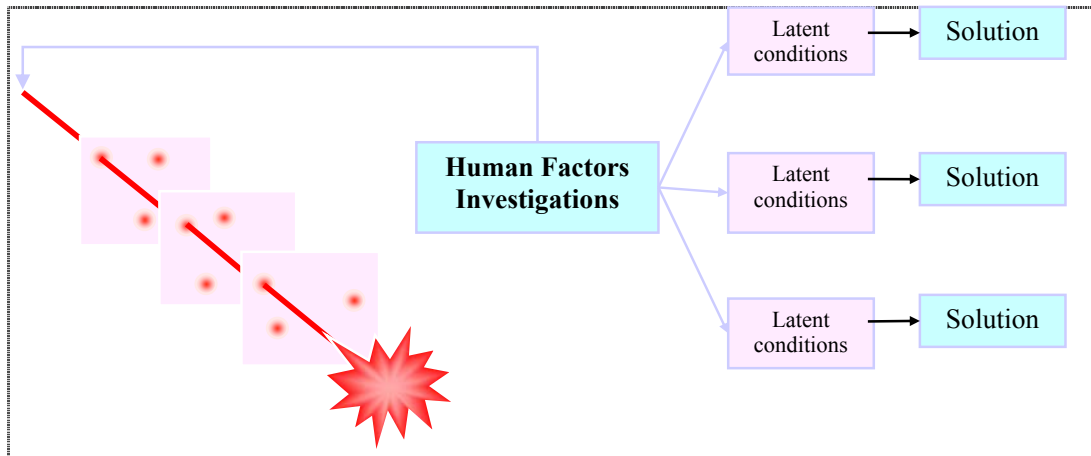 Latent
conditions
Solution
Human Factors
Investigations
Latent
conditions
Solution
Latent
conditions
Solution